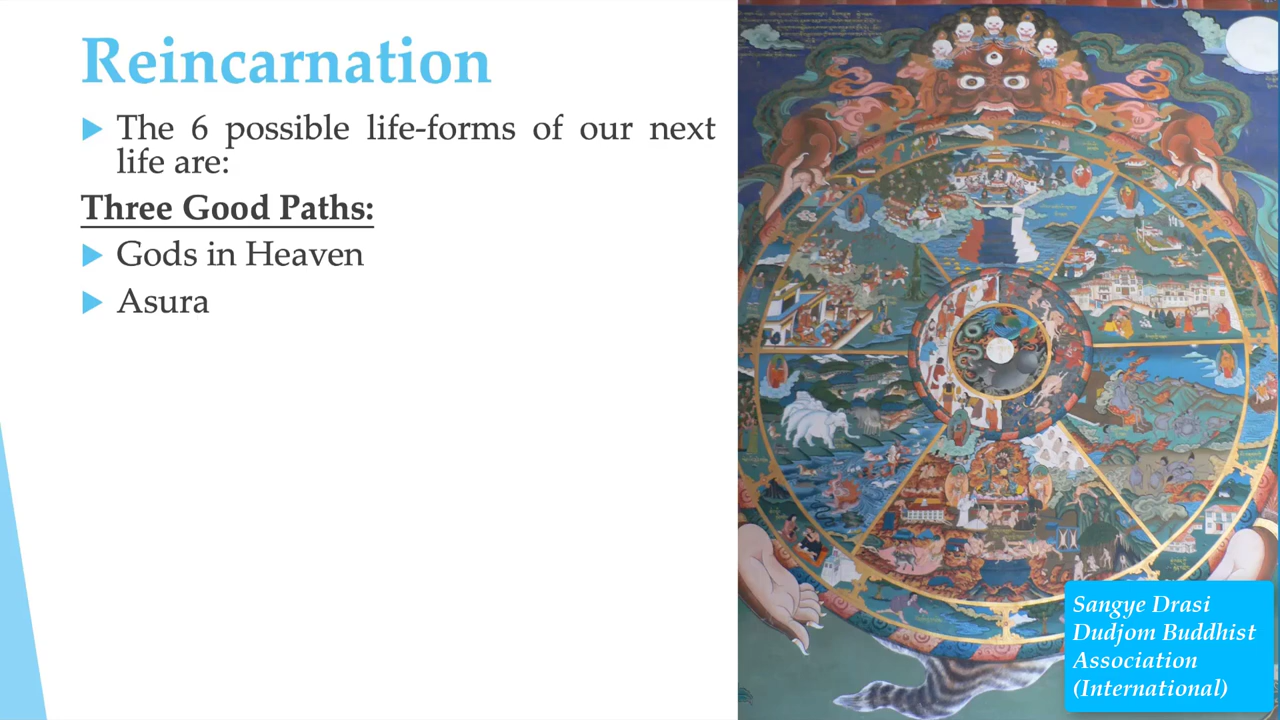 Reincarnation
The 6 possible life-forms of our next
life are:
Three Good Paths:
Gods in Heaven
Asura
Sangye Drasi
Dudjom Buddhist
Association
(International)